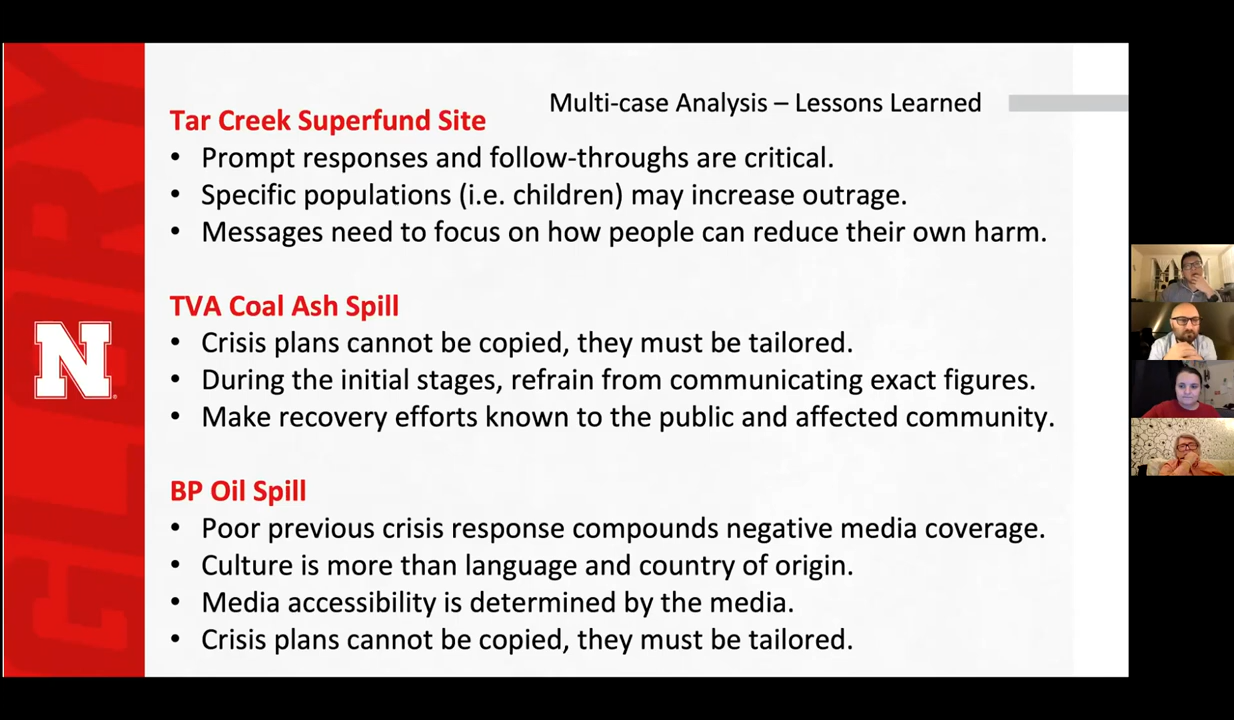 Multi-case Analysis – Lessons Learned
Tar Creek Superfund Site
• Prompt responses and follow-throughs are critical.
• Specific populations (i.e. children) may increase outrage.
• Messages need to focus on how people can reduce their own harm.
TVA Coal Ash Spill
• Crisis plans cannot be copied, they must be tailored.
• During the initial stages, refrain from communicating exact figures.
• Make recovery efforts known to the public and affected community.
BP Oil Spill
• Poor previous crisis response compounds negative media coverage.
• Culture is more than language and country of origin.
• Media accessibility is determined by the media.
• Crisis plans cannot be copied, they must be tailored.
GLORY
N